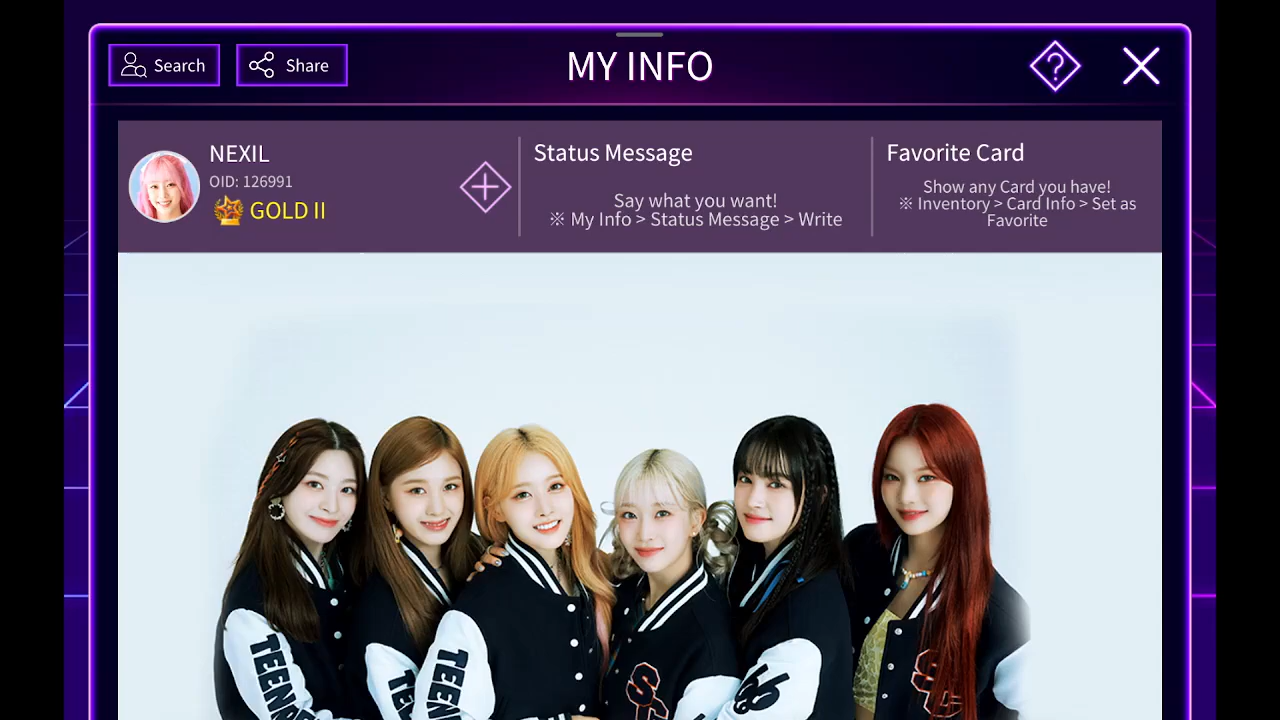 Search
Share
MY INFO
?
NEXIL
OID: 126991
GOLD II
Status Message
Say what you want!
※ My Info > Status Message > Write
Favorite Card
Show any Card you have!
※ Inventory > Card Info > Set as
Favorite